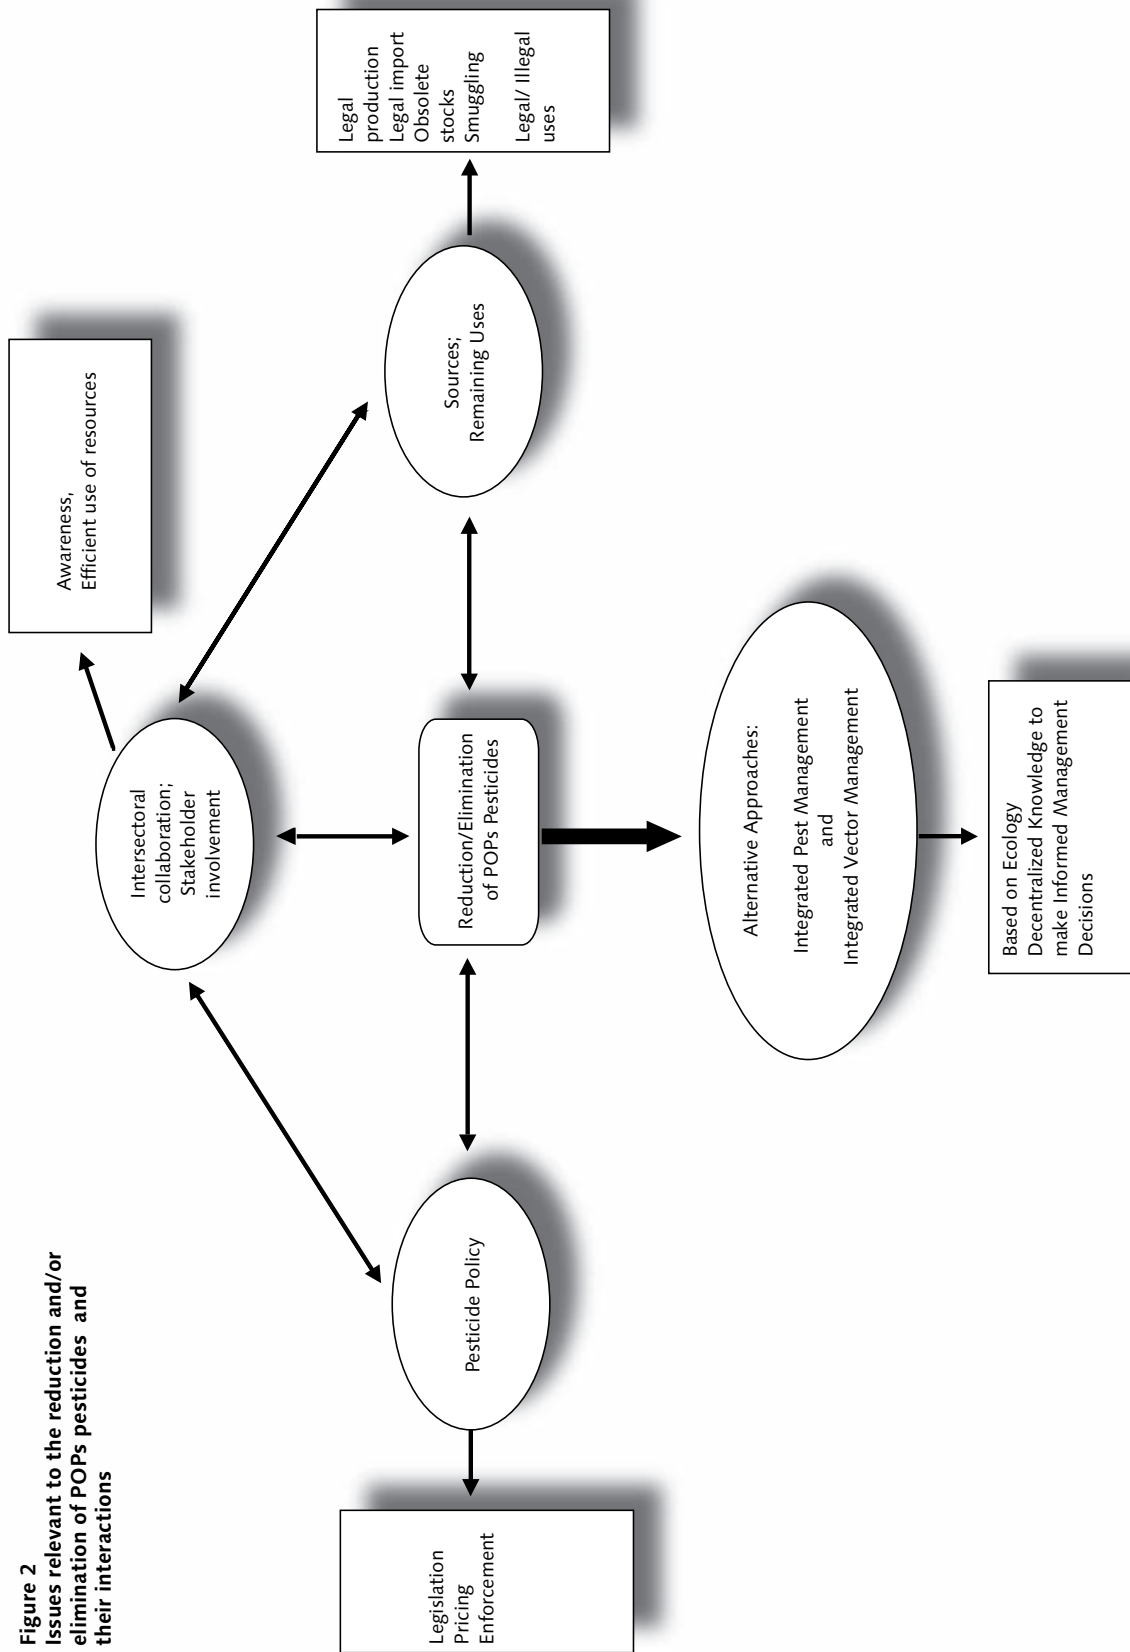 Figure 2
Issues relevant to the reduction and/or
elimination of POPs pesticides and
their interactions
Awareness,
Efficient use of resources
Intersectoral
collaboration;
Stakeholder
involvement
Legal
production
Legal import
Obsolete
stocks
Smuggling
Legal/ Illegal
uses
Sources;
Remaining Uses
Reduction/Elimination
of POPs Pesticides
Pesticide Policy
Legislation
Pricing
Enforcement
Alternative Approaches:
Integrated Pest Management
and
Integrated Vector Management
Based on Ecology
Decentralized Knowledge to
make Informed Management
Decisions